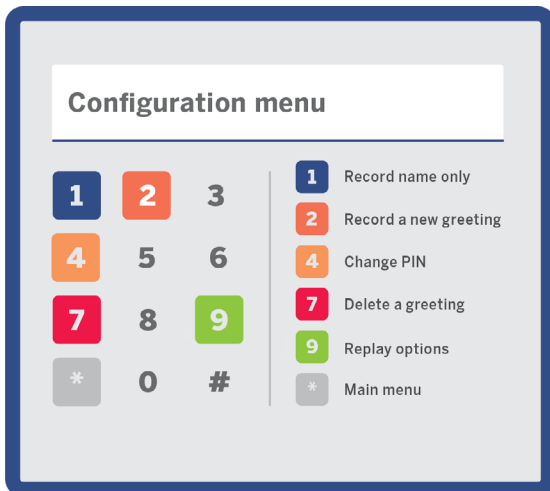 Configuration menu
1 2 3
4 5 6
7 8 9
* 0 #
1 Record name only
2 Record a new greeting
4 Change PIN
7 Delete a greeting
9 Replay options
* Main menu